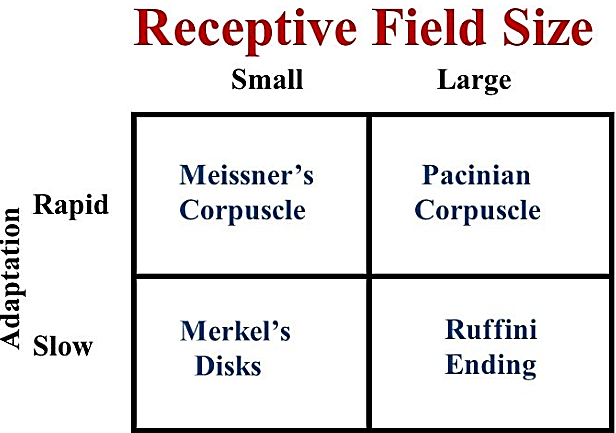 Receptive Field Size
Small Large
Meissner’s Pacinian
Rapid
Corpuscle Corpuscle
Adaptation
Merkel’s Ruffini
Slow
Disks Ending